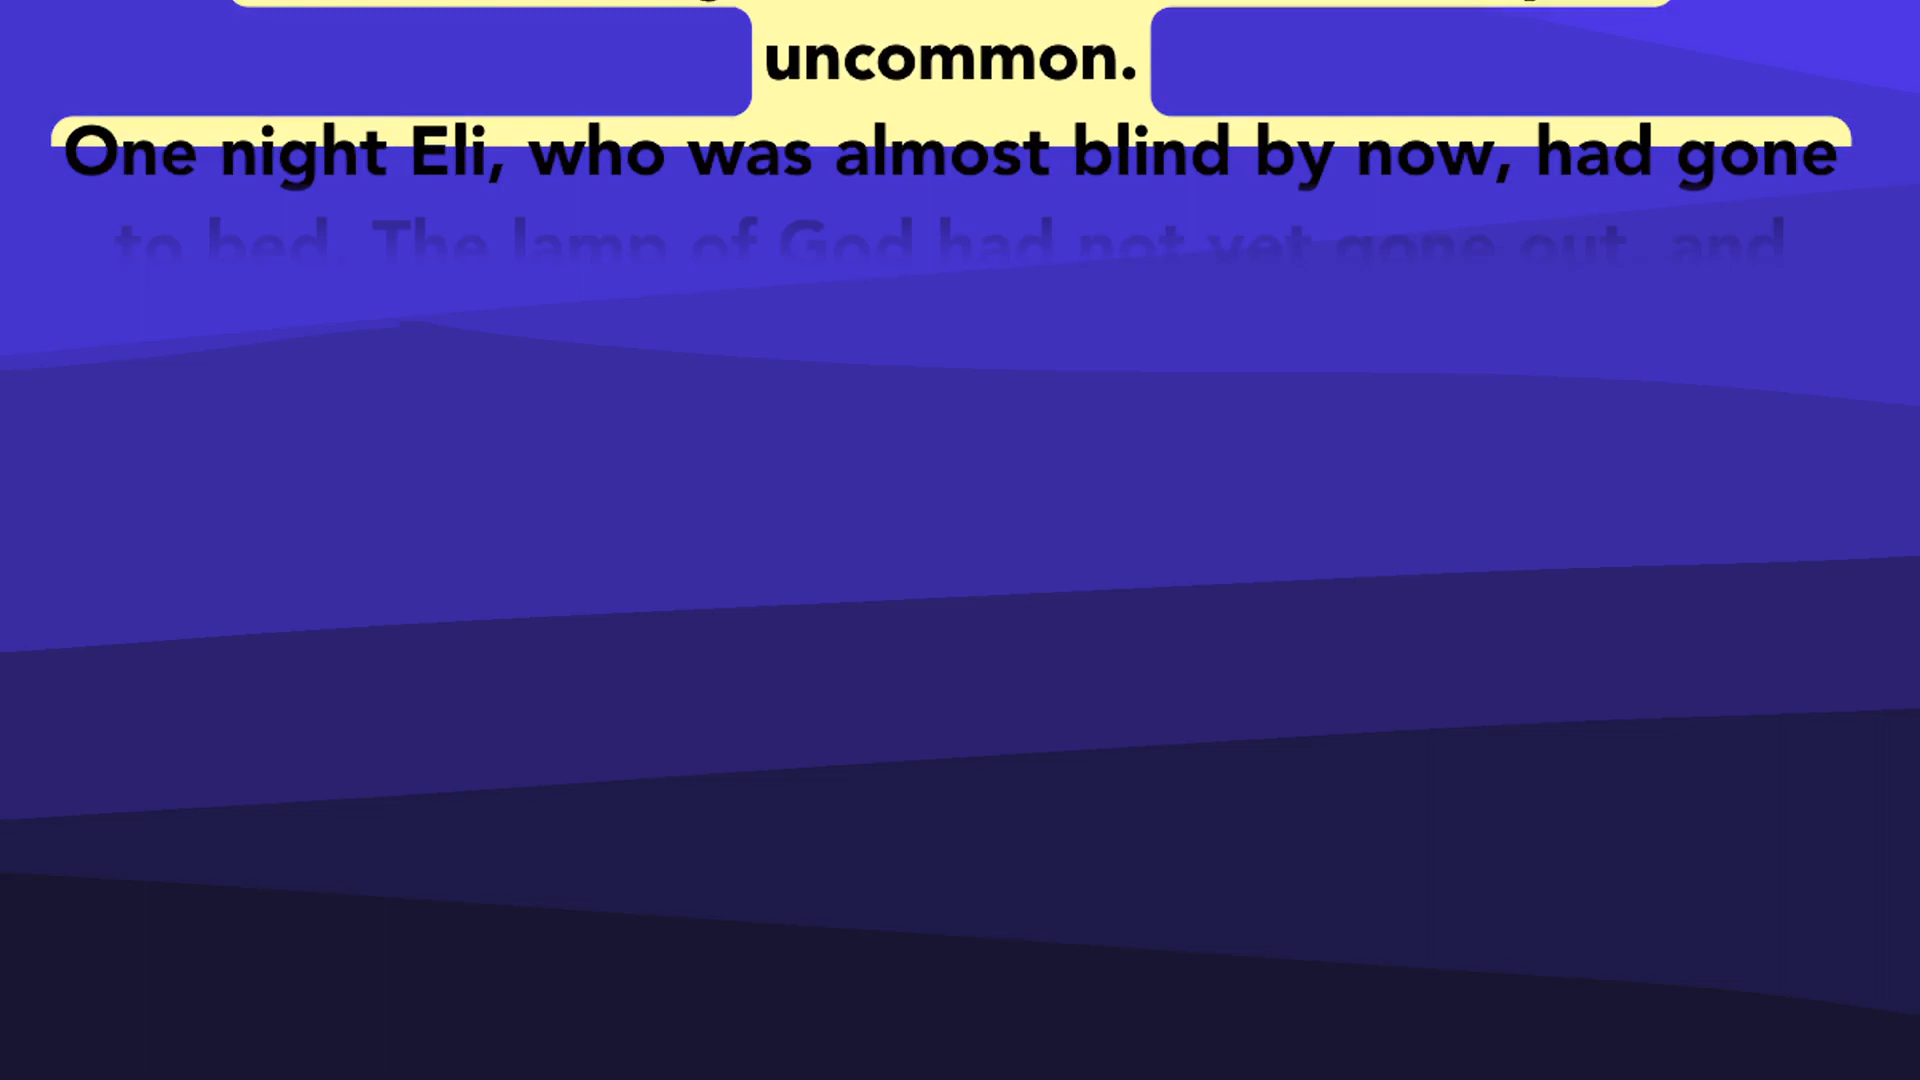 uncommon.
One night Eli, who was almost blind by now, had gone
to bed. The lamp of God had not yet gone out, and